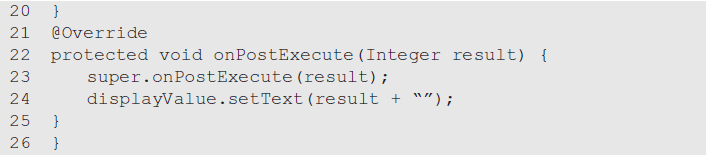 20 }
21 @Override
22 protected void onPostExecute(Integer result) {
23 super.onPostExecute(result);
24 displayValue.setText(result + “”);
25 }
26 }